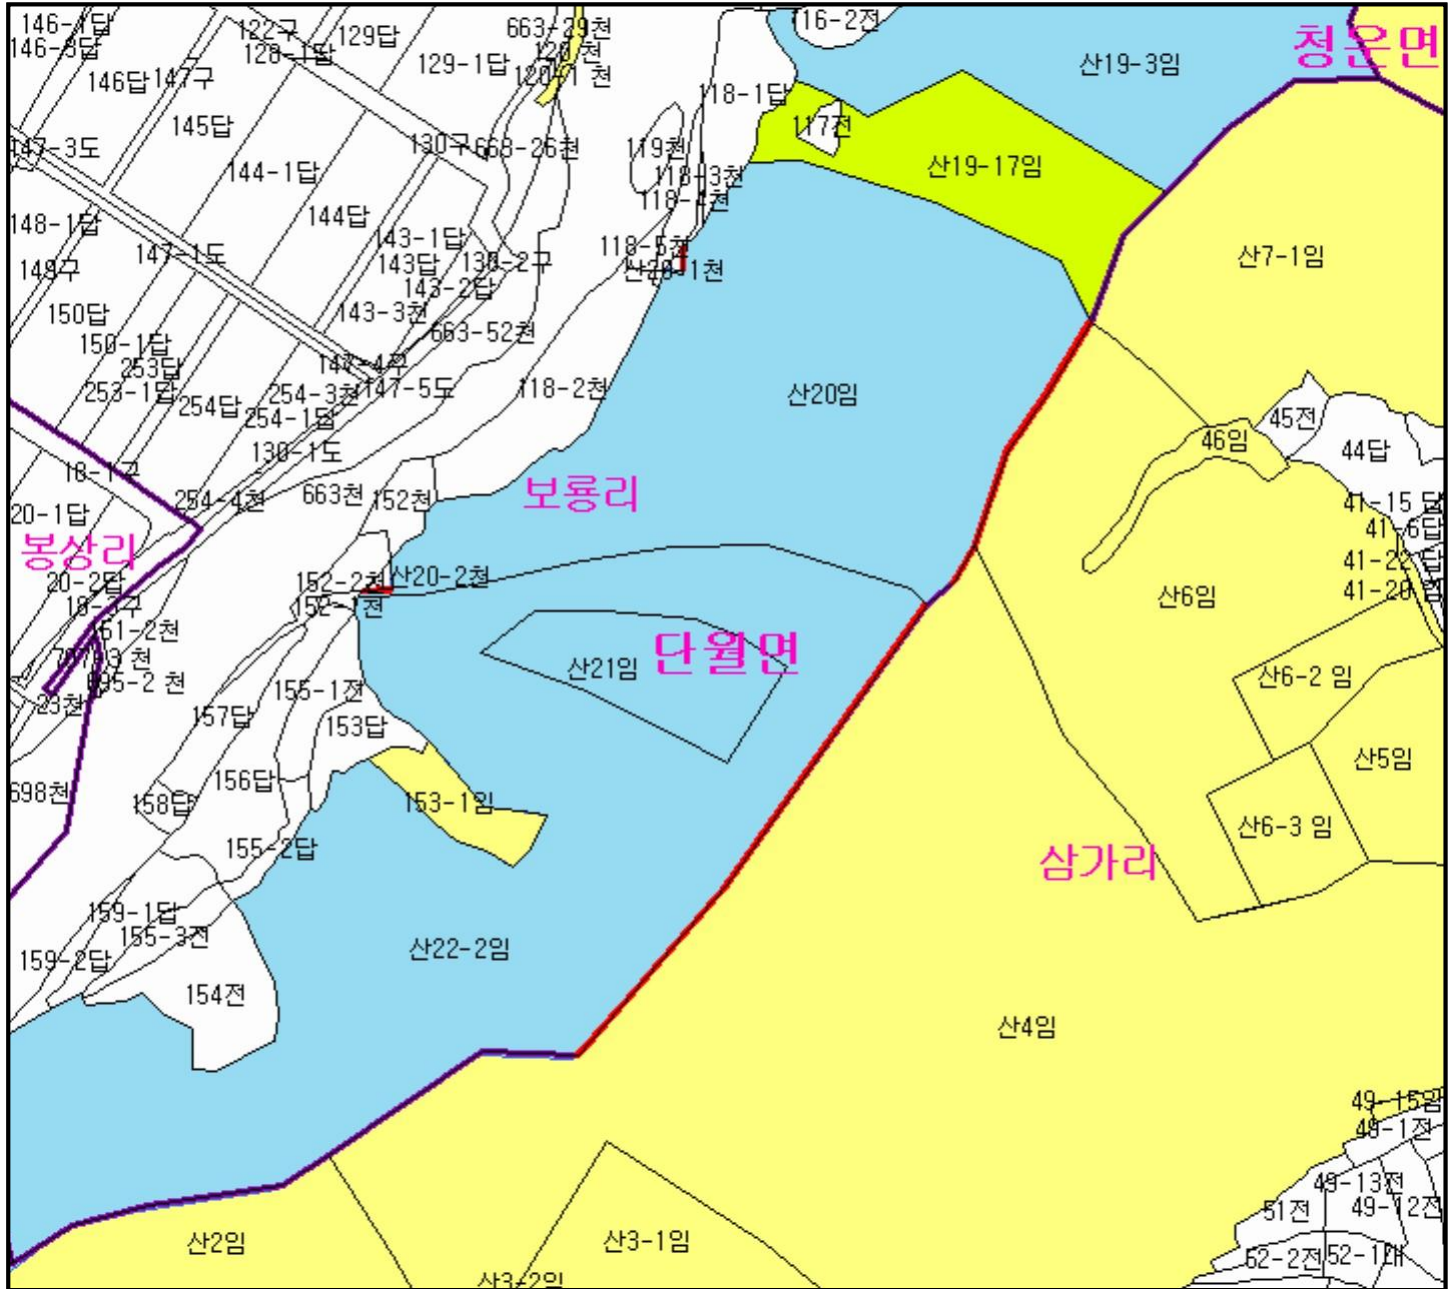 146-1답
122구
129답
663-29천
116-2전
청운면
146-3답
128-1답
120 천
129-1답
산19-3임
146답
147구
120-1 천
118-1답
145답
117전
147-3도
130구
668-26천
119천
산19-17임
144-1답
118-3천
118-4천
144답
148-1답
143-1답
118-5천
147-1도
산7-1임
149구
143답
130-2구
산20-1천
143-2답
150답
143-3천
663-52천
150-1답
253답
147-4구
253-1답
254-3천
147-5도
118-2천
산20임
254답
254-1답
45전
46임
44답
130-1도
18-1구
보룡리
254-4천
663천
152천
41-15 답
20-1답
41-6답
봉상리
41-22답
20-2답
152-2천
산20-2천
18-3구
152-1천
산6임
단월면
산21임
695-2 천
산6-2 임
155-1전
23천
157답
153답
산5임
156답
698천
158답
153-1임
산6-3 임
155-2답
삼가리
159-1답
155-3전
159-2답
산22-2임
154전
산4임
49-15임
49-1전
49-13전
51전
49-12전
산2임
산3-1임
52-2전
52-1대
산3-2임